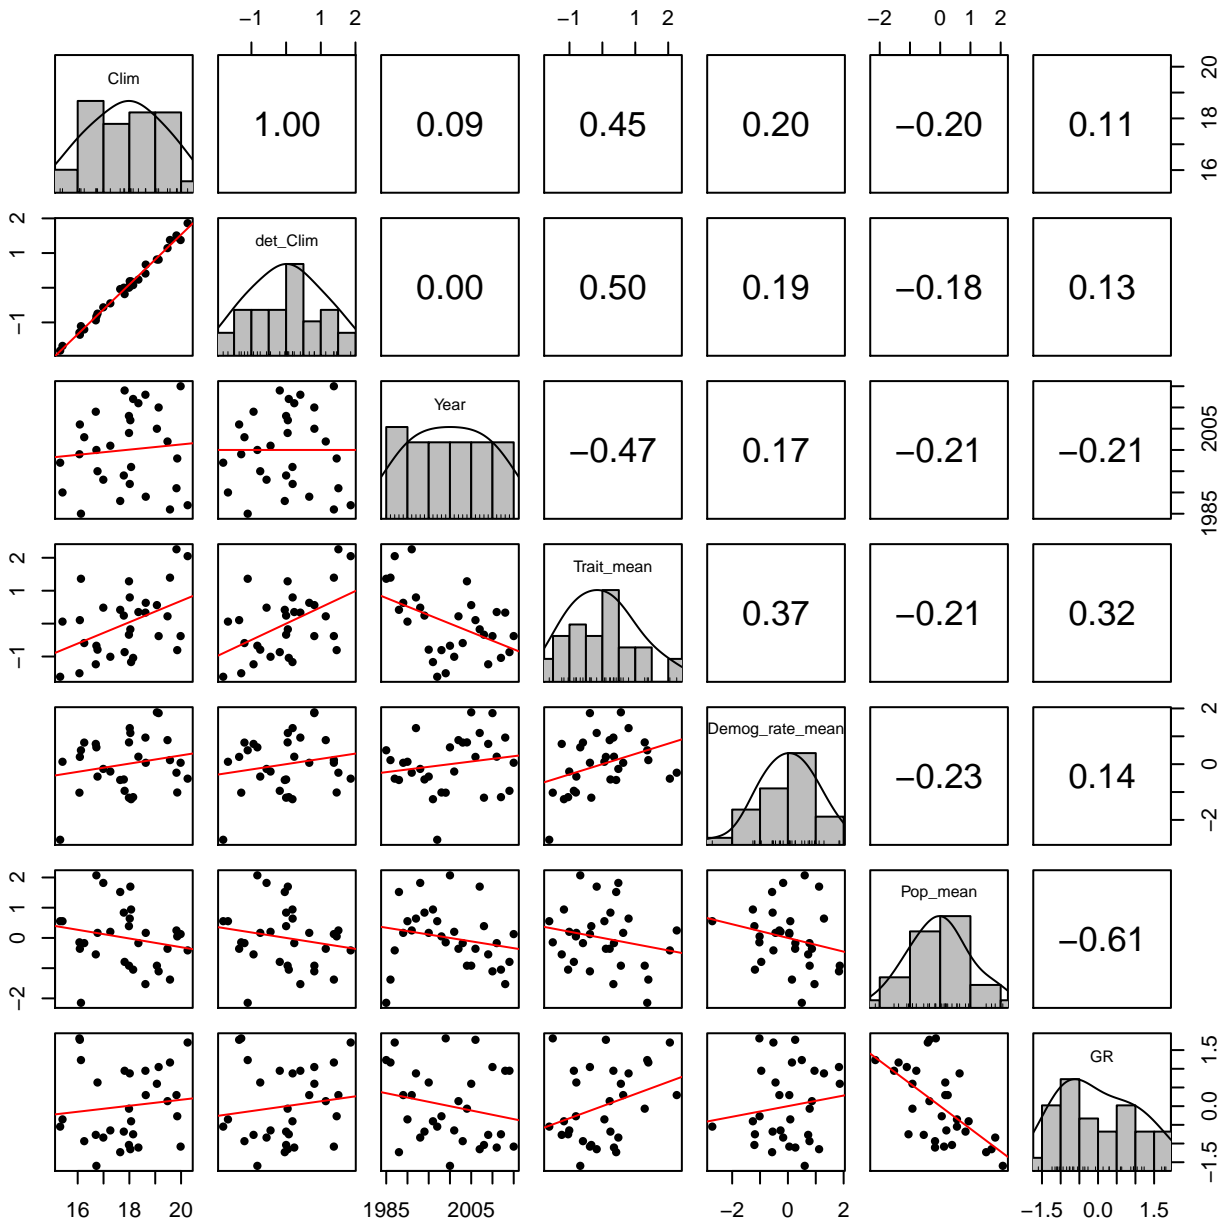 −1 1 2 −1 1 2 −2 0 2
Clim
1.00 0.09 0.45 0.20 −0.20 0.11
16 18 20
−1 1 2
det_Clim
0.00 0.50 0.19 −0.18 0.13
Year
−0.47 0.17 −0.21 −0.21
1985 2005
−1 1 2
Trait_mean
0.37 −0.21 0.32
Demog_rate_mean
−0.23 0.14
−2 0 2
−2 0 1 2
Pop_mean
−0.61
GR
−1.5 0.0 1.5
16 18 20 1985 2005 −2 0 2 −1.5 0.0 1.5